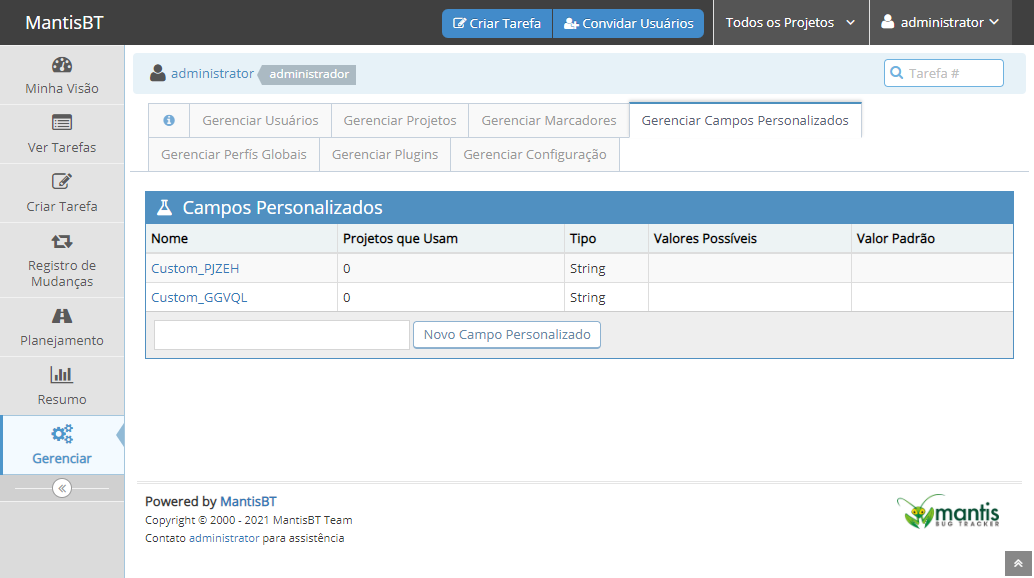 MantisBT
Criar Tarefa
Convidar Usuários
Todos os Projetos
administrator
Minha Visão
Ver Tarefas
Criar Tarefa
Registro de
Mudanças
Planejamento
Resumo
Gerenciar
administrator administrador
Tarefa #
Gerenciar Usuários
Gerenciar Projetos
Gerenciar Marcadores
Gerenciar Campos Personalizados
Gerenciar Perfís Globais
Gerenciar Plugins
Gerenciar Configuração
Campos Personalizados
Nome Projetos que Usam Tipo Valores Possíveis Valor Padrão
Custom_PJZEH 0 String
Custom_GGVQL 0 String
Novo Campo Personalizado
Powered by MantisBT
Copyright © 2000 - 2021 MantisBT Team
Contato administrator para assistência
mantis
BUG TRACKER